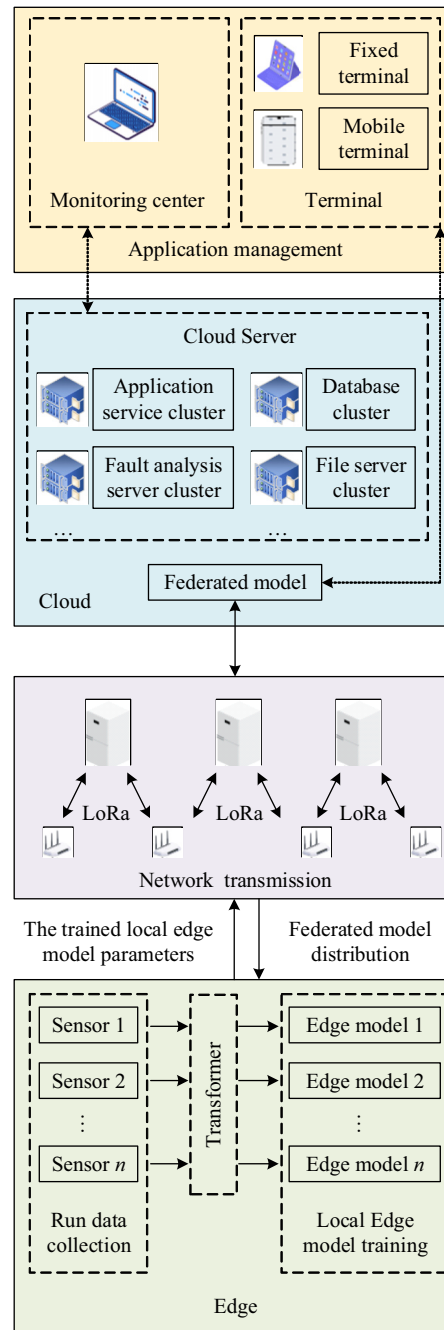 Fixed
terminal
Mobile
terminal
Monitoring center
Terminal
Application management
Cloud Server
Application
service cluster
Database
cluster
Fault analysis
server cluster
File server
cluster
...
...
Federated model
Cloud
LoRa
LoRa
LoRa
Network transmission
The trained local edge
model parameters
Federated model
distribution
Sensor 1
Edge model 1
Sensor 2
Edge model 2
⋮
⋮
Sensor n
Edge model n
Transformer
Run data
collection
Local Edge
model training
Edge